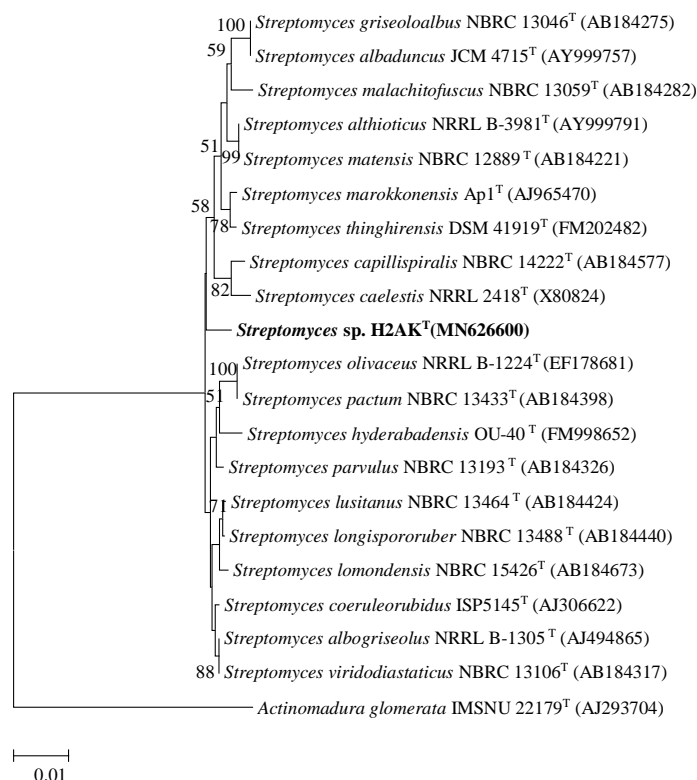 100
Streptomyces griseoloalbus NBRC 13046T (AB184275)
59
Streptomyces albaduncus JCM 4715T (AY999757)
Streptomyces malachitofuscus NBRC 13059T (AB184282)
Streptomyces althioticus NRRL B-3981T (AY999791)
51
99
Streptomyces matensis NBRC 12889 T (AB184221)
Streptomyces marokkonensis Ap1T (AJ965470)
58
78
Streptomyces thinghirensis DSM 41919T (FM202482)
Streptomyces capillispiralis NBRC 14222T (AB184577)
82
Streptomyces caelestis NRRL 2418T (X80824)
Streptomyces sp. H2AKT(MN626600)
100
Streptomyces olivaceus NRRL B-1224T (EF178681)
51
Streptomyces pactum NBRC 13433T (AB184398)
Streptomyces hyderabadensis OU-40 T (FM998652)
Streptomyces parvulus NBRC 13193 T (AB184326)
71
Streptomyces lusitanus NBRC 13464 T (AB184424)
Streptomyces longispororuber NBRC 13488 T (AB184440)
Streptomyces lomondensis NBRC 15426T (AB184673)
Streptomyces coeruleorubidus ISP5145T (AJ306622)
Streptomyces albogriseolus NRRL B-1305T (AJ494865)
88
Streptomyces viridodiastaticus NBRC 13106T (AB184317)
Actinomadura glomerata IMSNU 22179T (AJ293704)
0.01